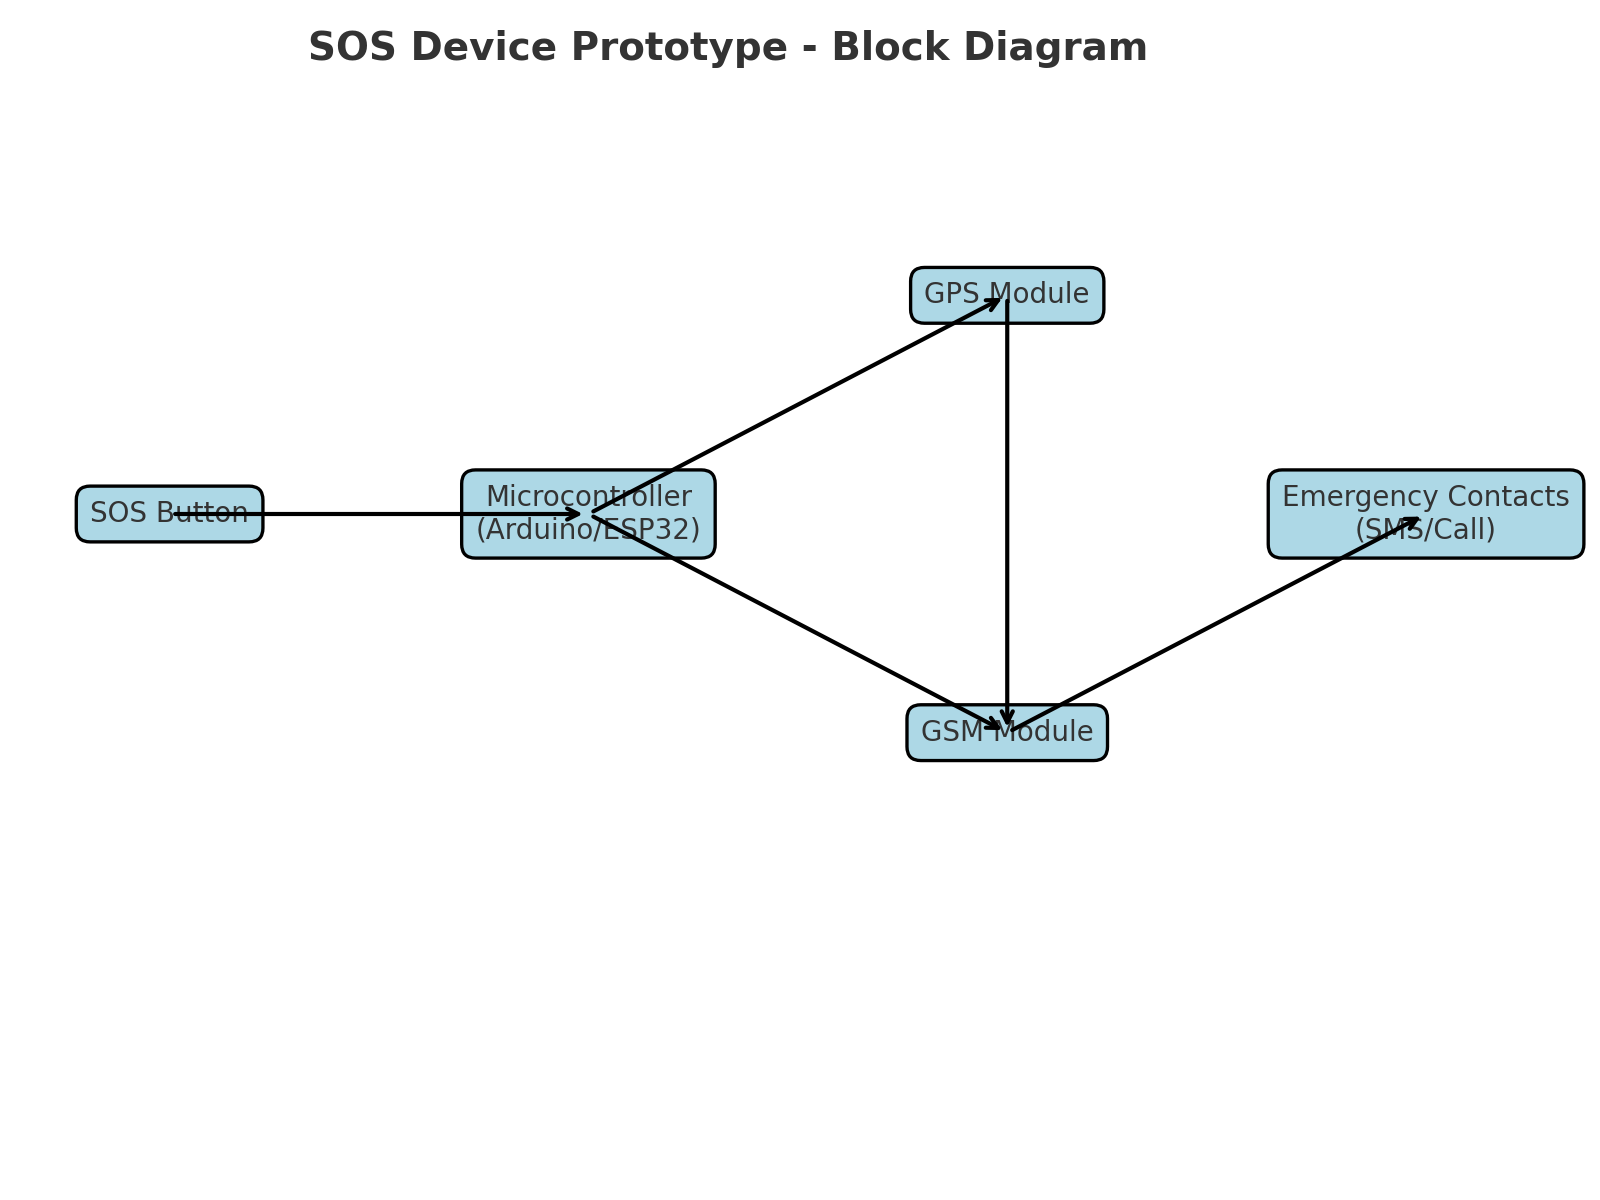 SOS Device Prototype - Block Diagram
GPS Module
SOS Button
Microcontroller
(Arduino/ESP32)
Emergency Contacts
(SMS/Call)
GSM Module